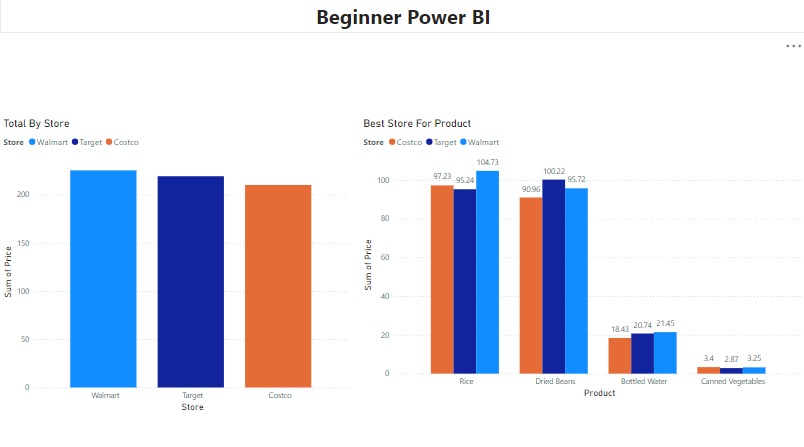 Beginner Power BI
Total By Store
Store Walmart Target Costco
Sum of Price
200
150
100
50
0
Walmart Target Costco
Store
Best Store For Product
Store Costco Target Walmart
Sum of Price
100
80
60
40
20
0
97.23 95.24 104.73
90.96 100.22 95.72
18.43 20.74 21.45
3.4 2.87 3.25
Rice Dried Beans Bottled Water Canned Vegetables
Product